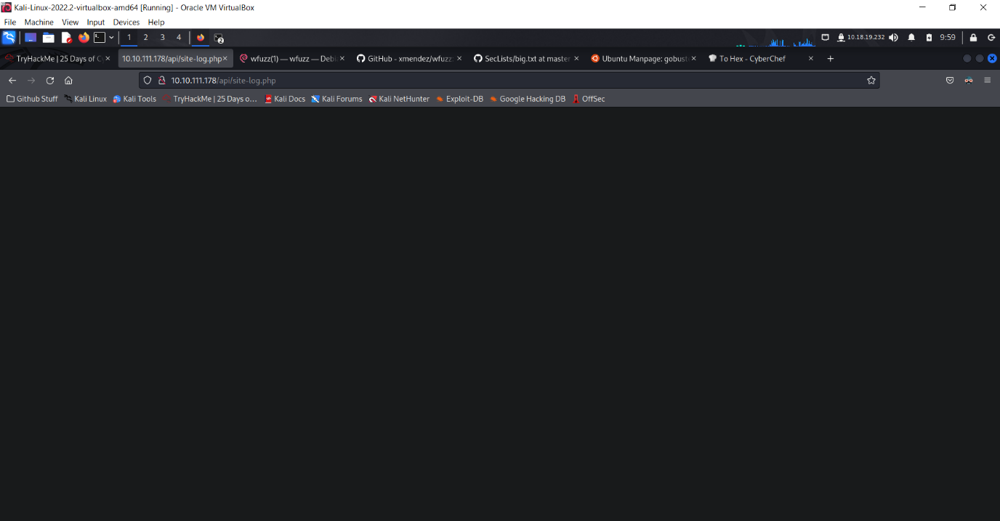 Kali-Linux-2022.2-virtualbox-amd64 [Running] - Oracle VM VirtualBox
File Machine View Input Devices Help
1 2 3 4 2 10.18.19.232 9:59
TryHackMe | 25 Days of C 10.10.111.178/api/site-log.php wfuzz(1) — wfuzz — Debi GitHub - xmendez/wfuzz: SecLists/big.txt at master Ubuntu Manpage: gobust To Hex - CyberChef
10.10.111.178/api/site-log.php
Github Stuff Kali Linux Kali Tools TryHackMe | 25 Days o… Kali Docs Kali Forums Kali NetHunter Exploit-DB Google Hacking DB OffSec